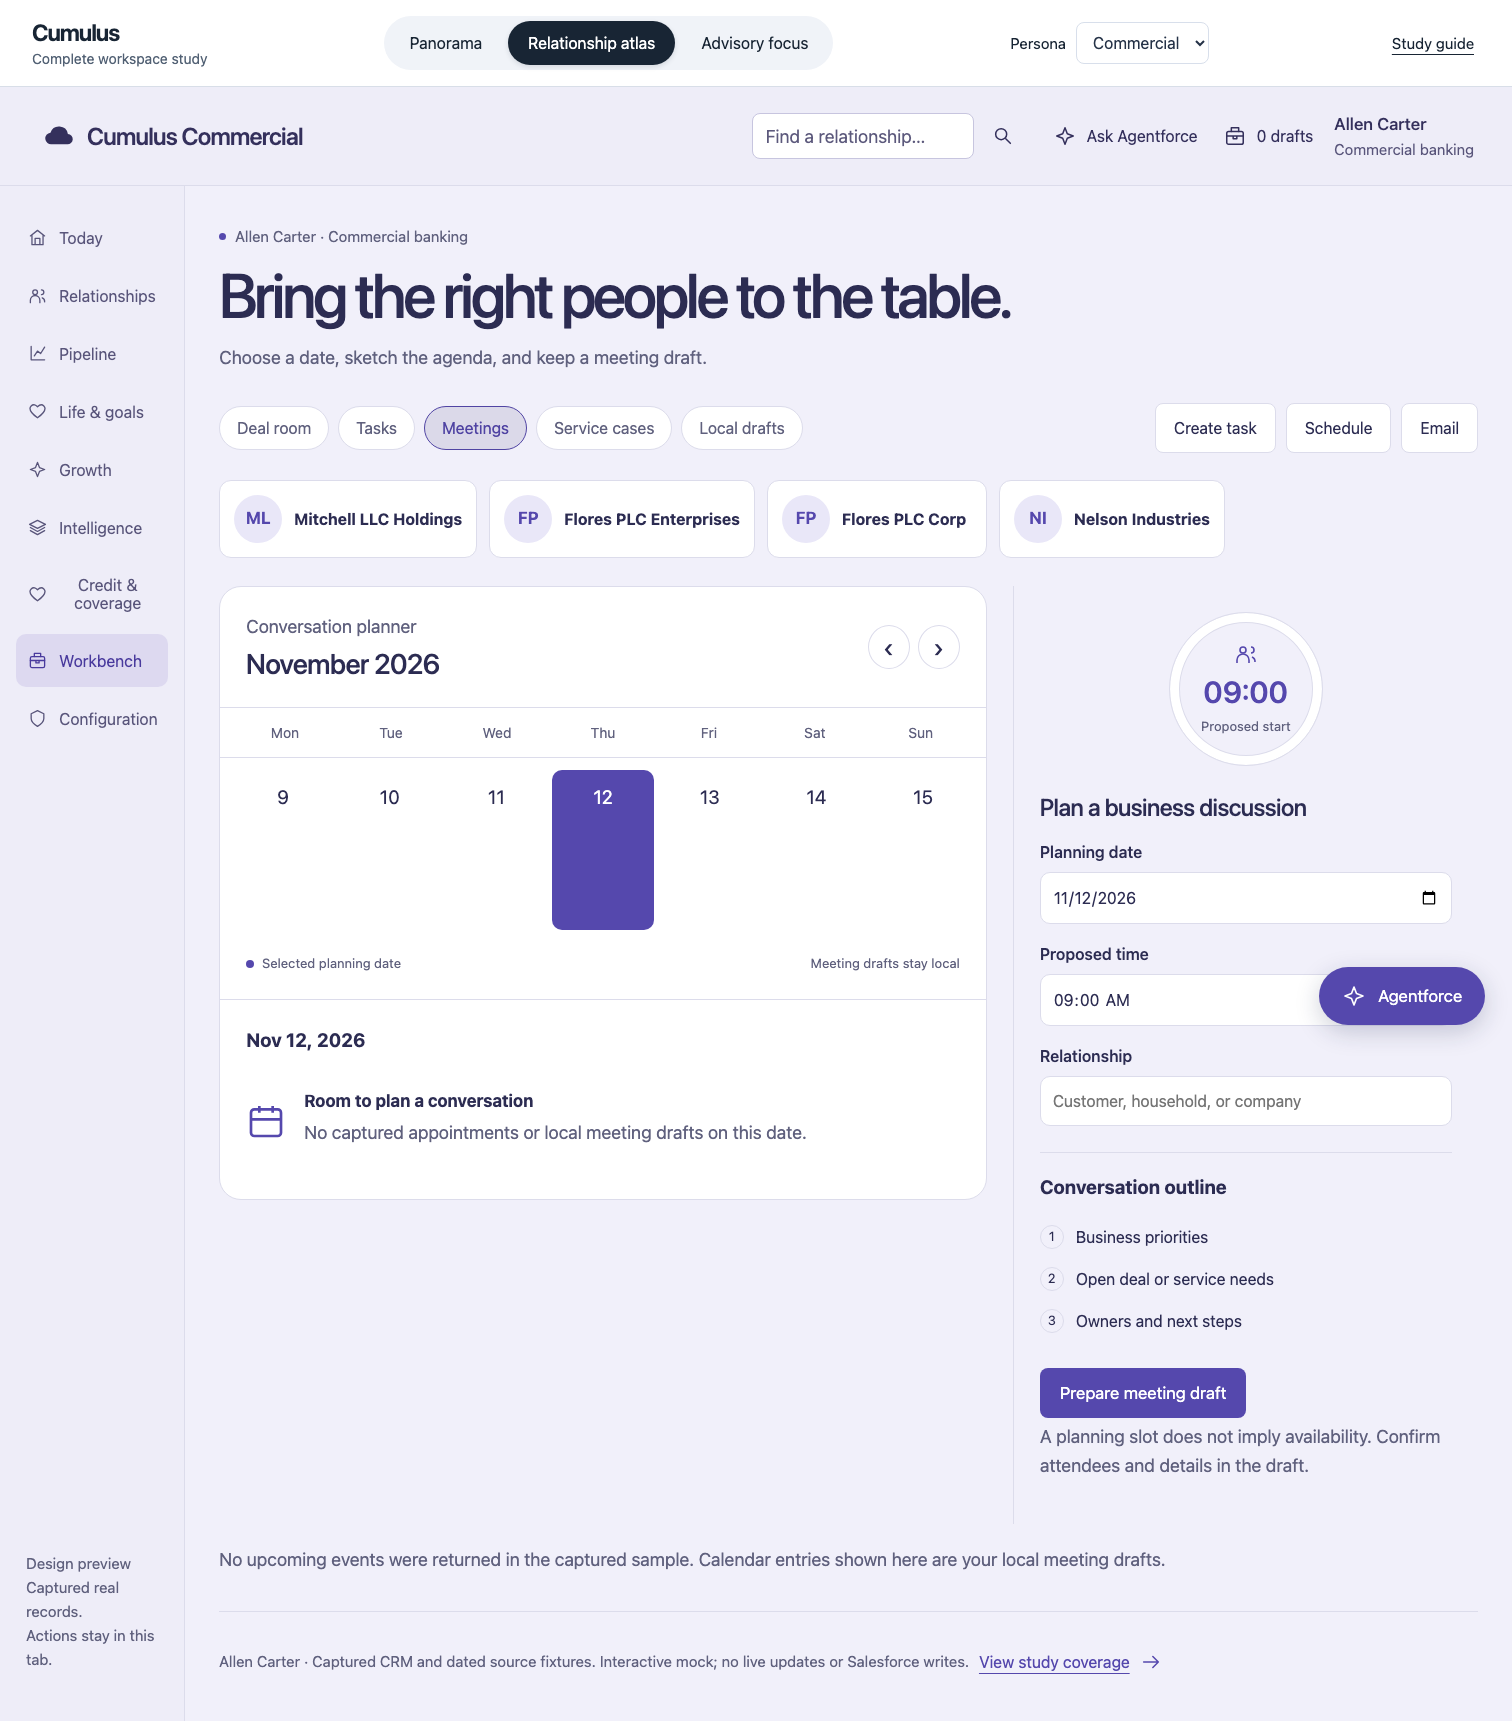 Cumulus
Complete workspace study
Panorama
Relationship atlas
Advisory focus
Persona
Commercial
Study guide
Cumulus Commercial
Find a relationship...
Ask Agentforce
0 drafts
Allen Carter
Commercial banking
Today
Relationships
Pipeline
Life & goals
Growth
Intelligence
Credit &
coverage
Workbench
Configuration
Design preview
Captured real
records.
Actions stay in this
tab.
Allen Carter · Commercial banking
Bring the right people to the table.
Choose a date, sketch the agenda, and keep a meeting draft.
Deal room
Tasks
Meetings
Service cases
Local drafts
Create task
Schedule
Email
ML Mitchell LLC Holdings
FP Flores PLC Enterprises
FP Flores PLC Corp
NI Nelson Industries
Conversation planner
November 2026
Mon Tue Wed Thu Fri Sat Sun
9 10 11 12 13 14 15
Selected planning date
Meeting drafts stay local
Nov 12, 2026
Room to plan a conversation
No captured appointments or local meeting drafts on this date.
09:00
Proposed start
Plan a business discussion
Planning date
11/12/2026
Proposed time
09:00 AM
Agentforce
Relationship
Customer, household, or company
Conversation outline
1 Business priorities
2 Open deal or service needs
3 Owners and next steps
Prepare meeting draft
A planning slot does not imply availability. Confirm
attendees and details in the draft.
No upcoming events were returned in the captured sample. Calendar entries shown here are your local meeting drafts.
Allen Carter · Captured CRM and dated source fixtures. Interactive mock; no live updates or Salesforce writes. View study coverage →